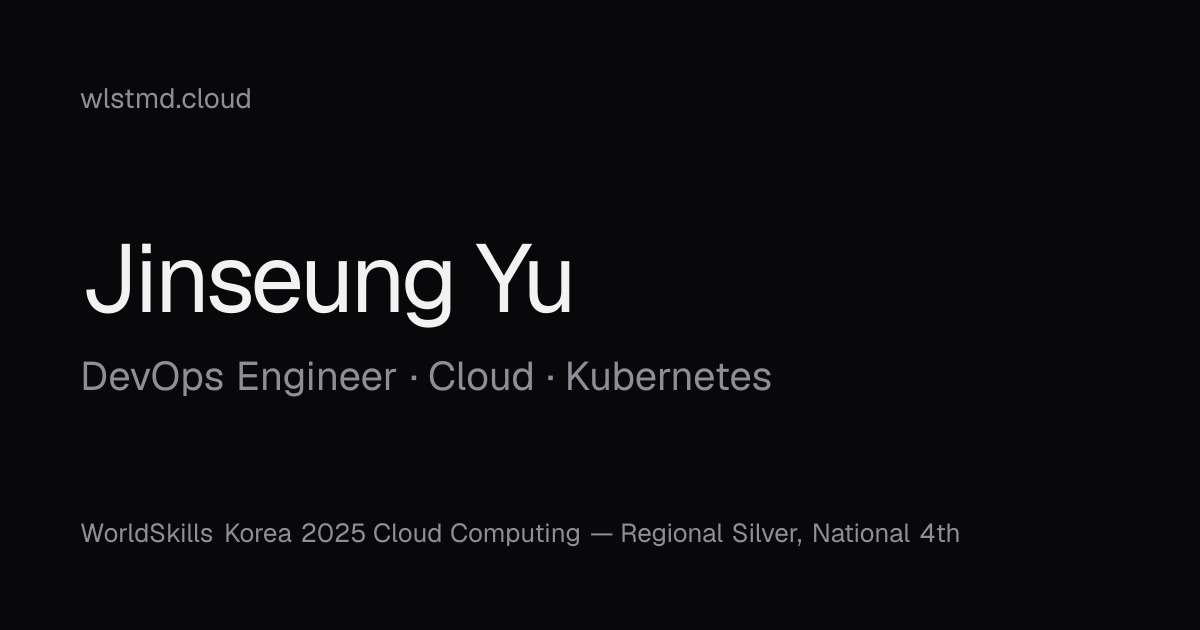 wlstmd.cloud
Jinseung Yu
DevOps Engineer · Cloud · Kubernetes
WorldSkills Korea 2025 Cloud Computing — Regional Silver, National 4th